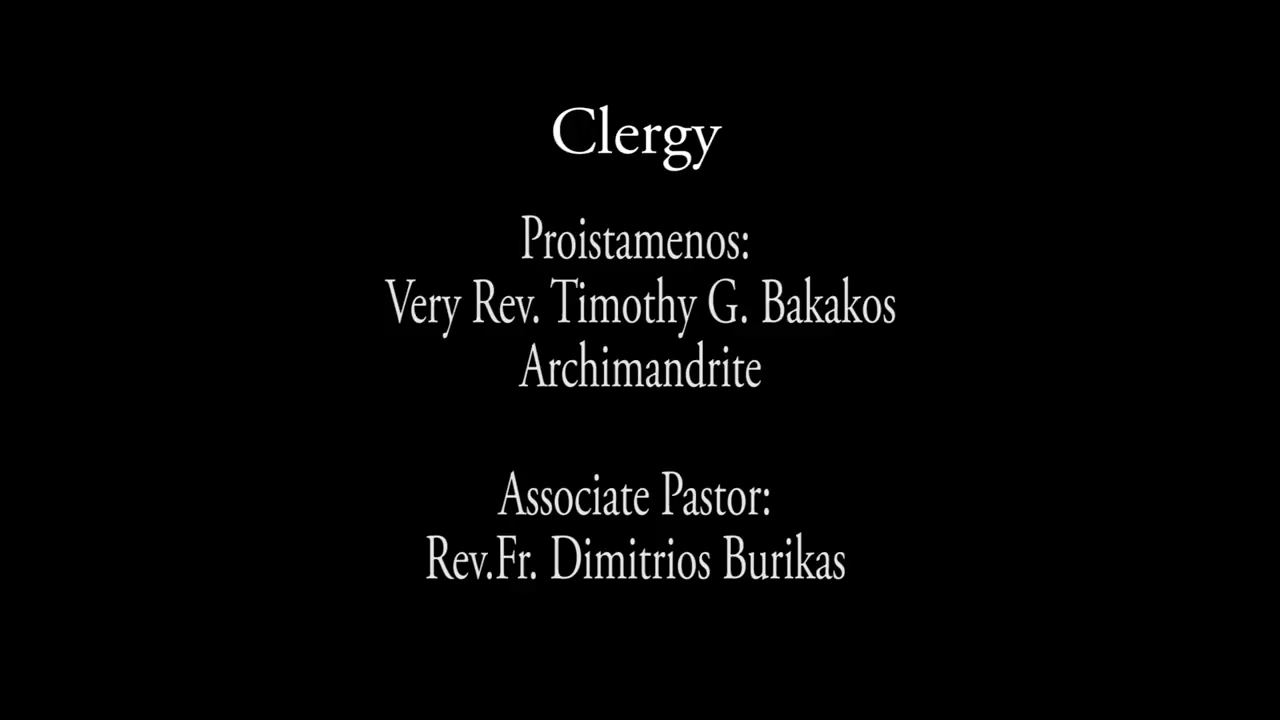 Clergy
Proistamenos:
Very Rev. Timothy G. Bakakos
Archimandrite
Associate Pastor:
Rev.Fr. Dimitrios Burikas